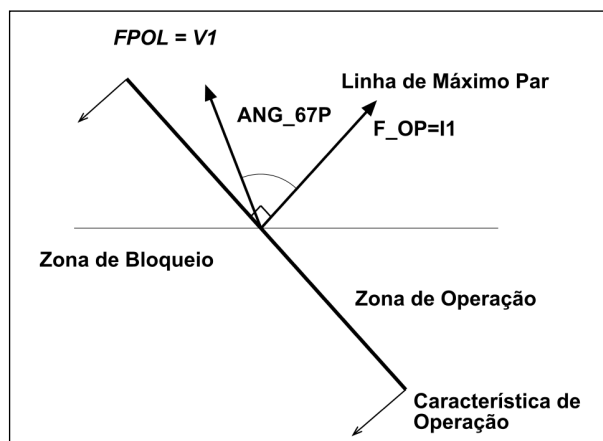 FPOL = V1
Linha de Máximo Par
ANG_67P
F_OP=I1
Zona de Bloqueio
Zona de Operação
Característica de
Operação